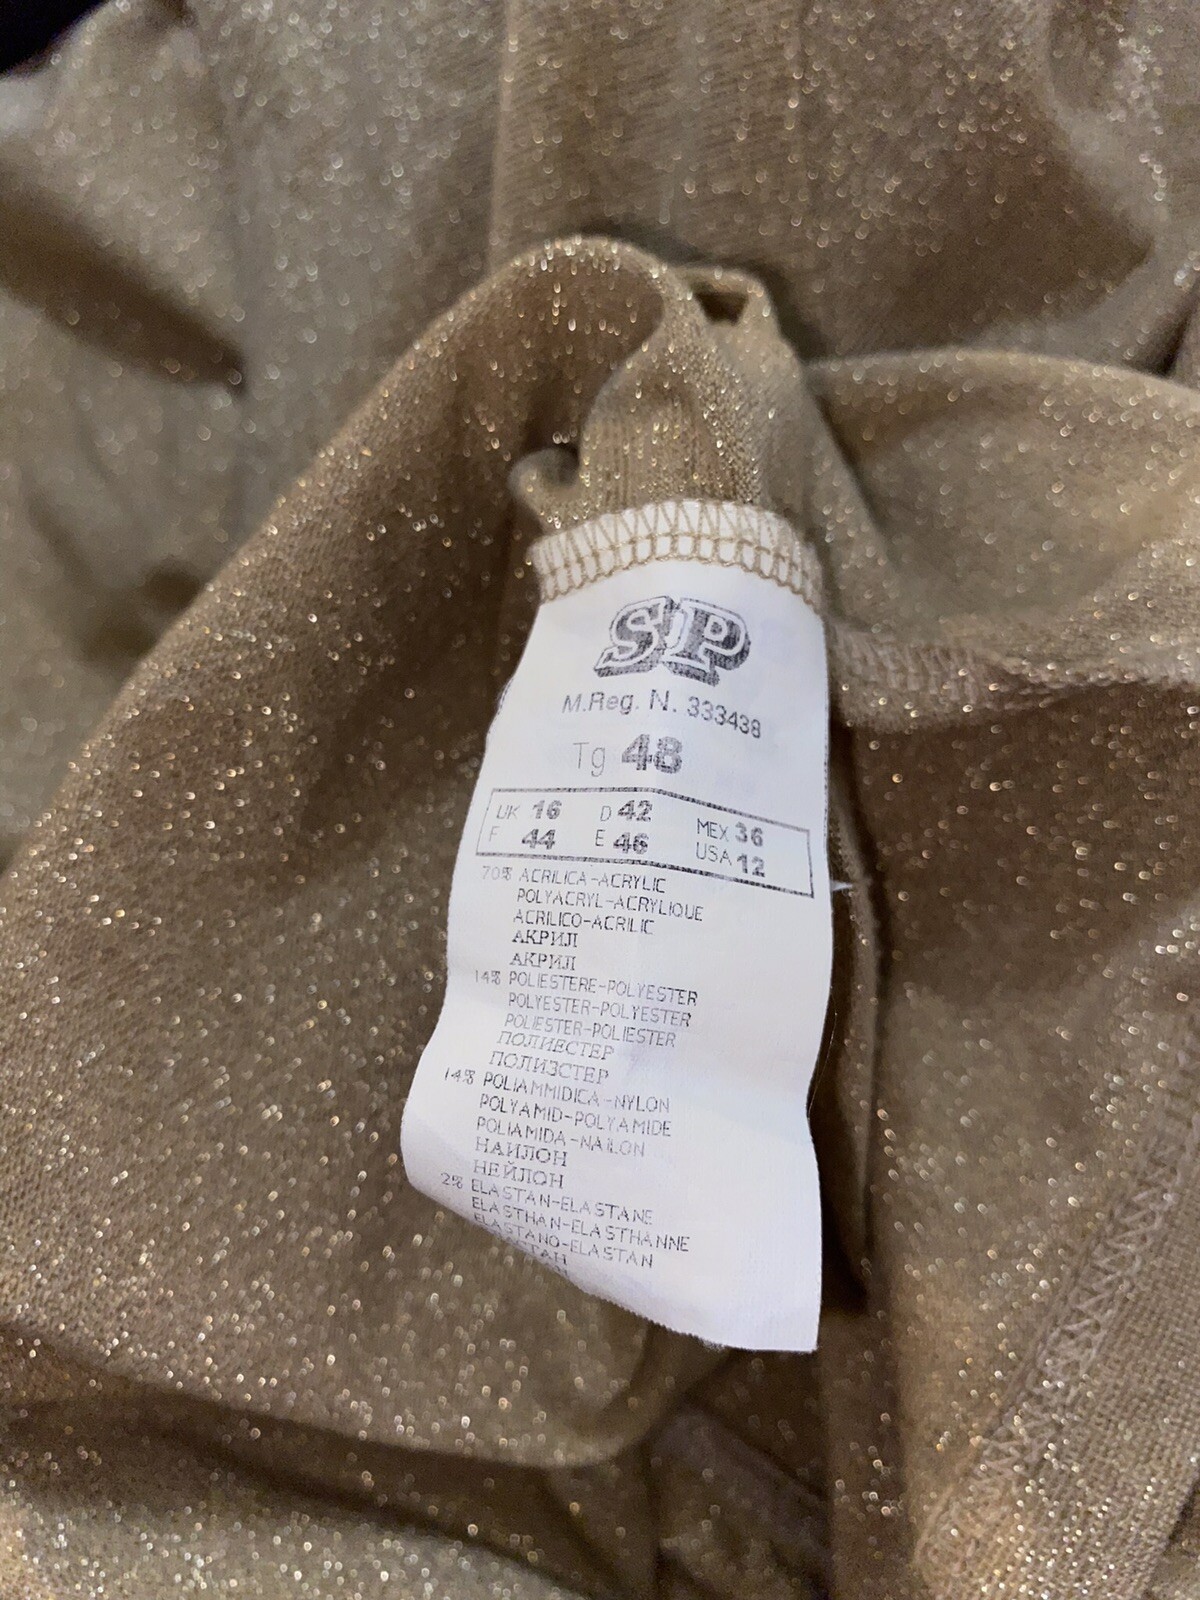 SP
M.Reg. N. 333438
Tg 48
UK 16 D 42 MEX 36
F 44 E 46 USA 12
70% ACRILICA-ACRYLIC
POLYACRYL-ACRYLIQUE
ACRILICO-ACRILIC
АКРИЛ
АКРИЛ
14% POLIESTERE-POLYESTER
POLYESTER-POLYESTER
POLIESTER-POLIESTER
ПОЛИЕСТЕР
ПОЛИЗСТЕР
14% POLIAMMIDICA-NYLON
POLYAMID-POLYAMIDE
POLIAMIDA-NAILON
НАИЛОН
НЕЙЛОН
2% ELASTAN-ELASTANE
ELASTHAN-ELASTHANNE
ELASTANO-ELASTAN